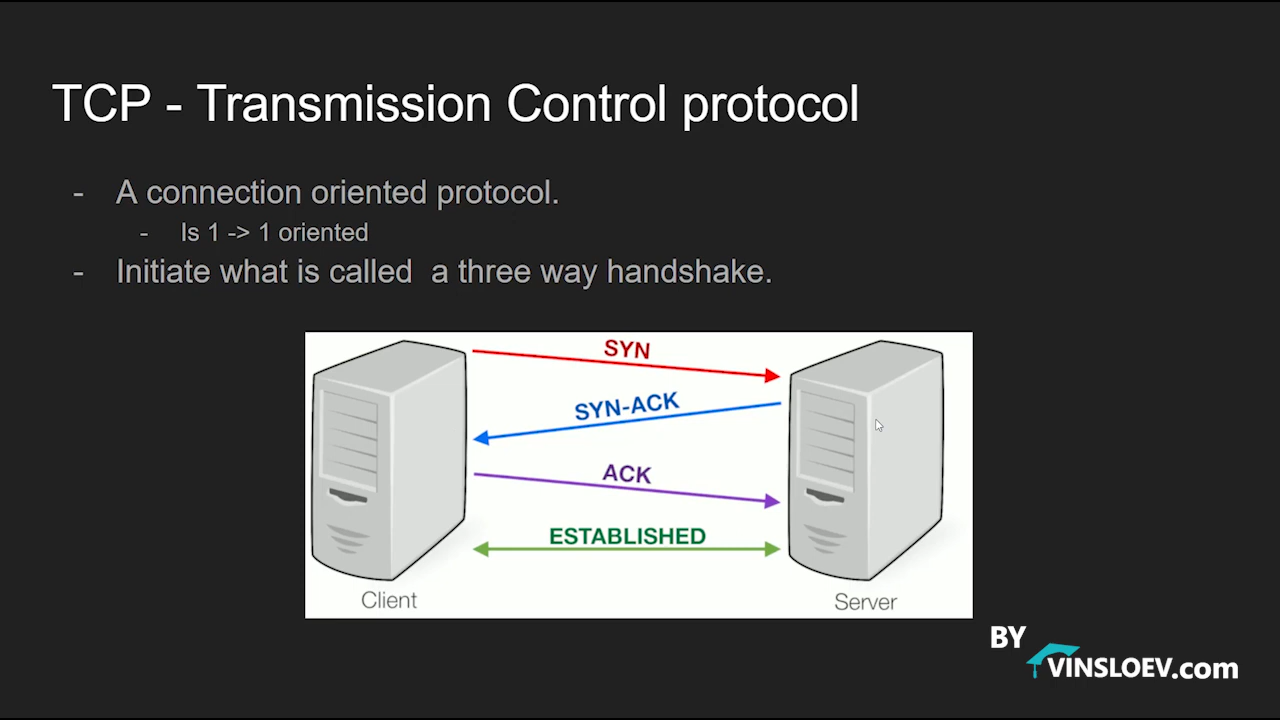 TCP - Transmission Control protocol
- A connection oriented protocol.
- Is 1 -> 1 oriented
- Initiate what is called  a three way handshake.
SYN
SYN-ACK
ACK
ESTABLISHED
Client
Server
BY
VINSLOEV.com